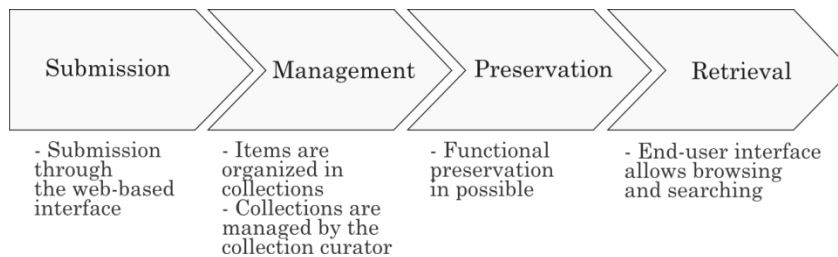 Submission
Management
Preservation
Retrieval
- Submission
through
the web-based
interface
- Items are
organized in
collections
- Collections are
managed by the
collection curator
- Functional
preservation
in possible
- End-user interface
allows browsing
and searching